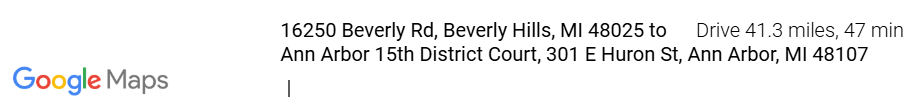 16250 Beverly Rd, Beverly Hills, MI 48025 to Drive 41.3 miles, 47 min
Ann Arbor 15th District Court, 301 E Huron St, Ann Arbor, MI 48107
Google Maps